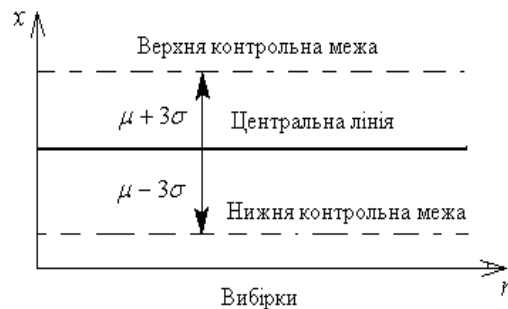 x
Верхня контрольна межа
μ + 3σ
Центральна лінія
μ − 3σ
Нижня контрольна межа
Вибірки